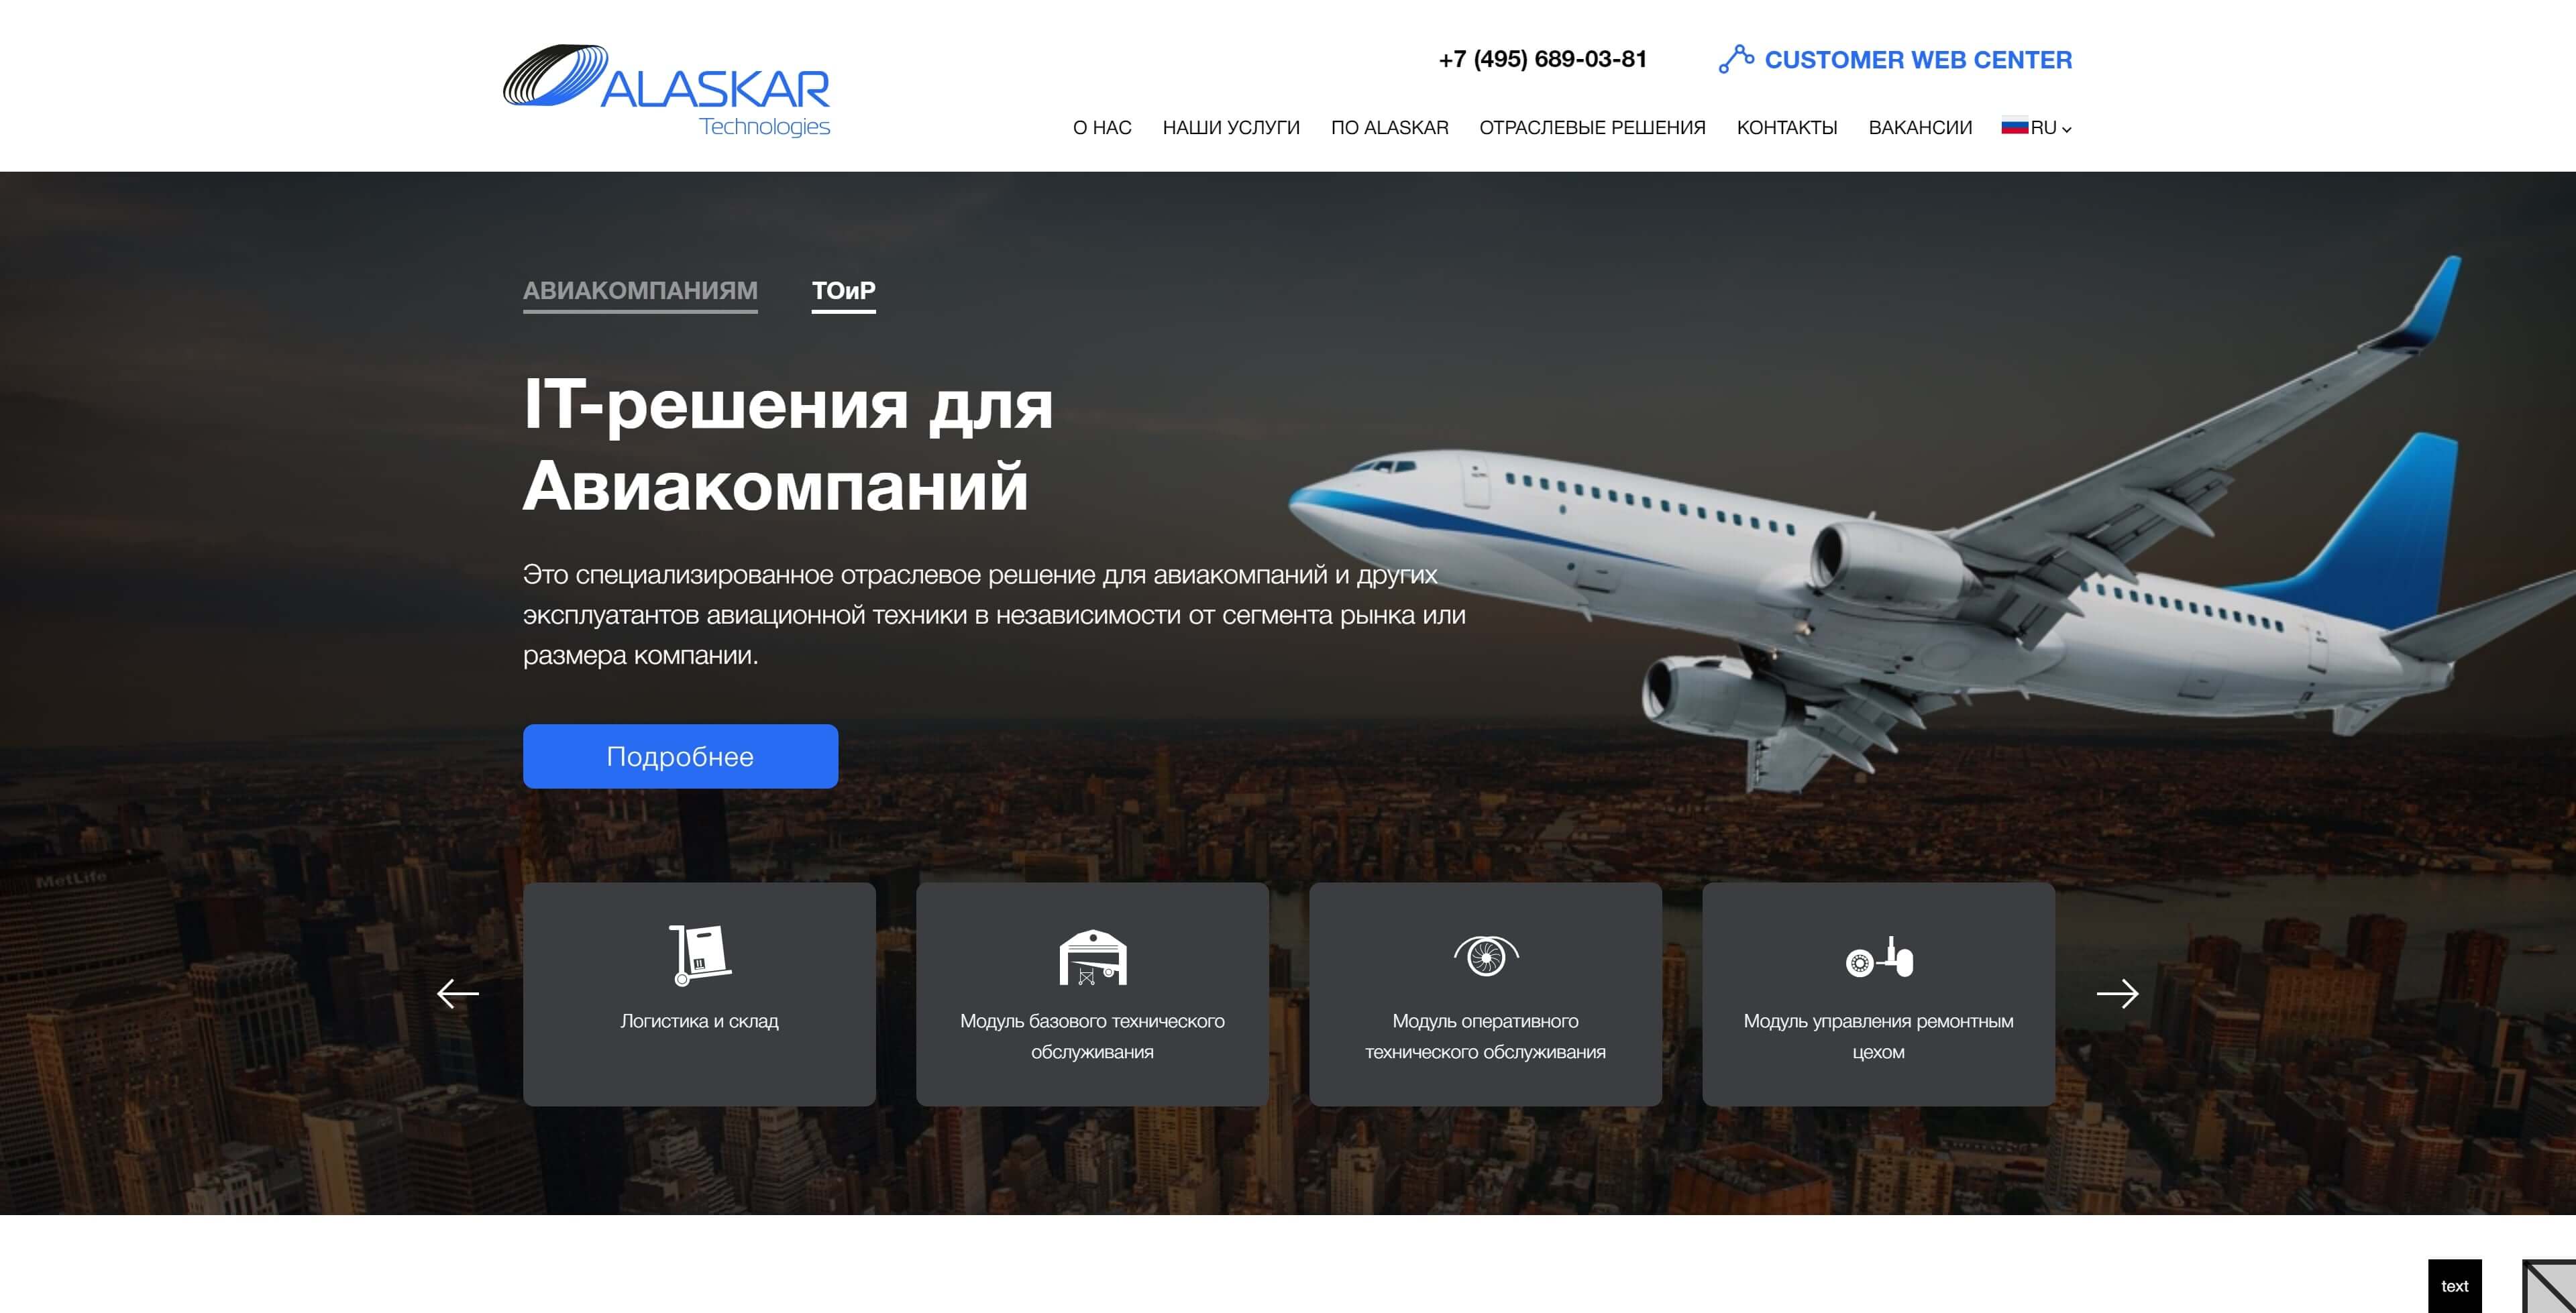 ALASKAR
Technologies
+7 (495) 689-03-81
CUSTOMER WEB CENTER
О НАС
НАШИ УСЛУГИ
ПО ALASKAR
ОТРАСЛЕВЫЕ РЕШЕНИЯ
КОНТАКТЫ
ВАКАНСИИ
RU
АВИАКОМПАНИЯМ
ТОиР
IT-решения для
Авиакомпаний
Это специализированное отраслевое решение для авиакомпаний и других
эксплуатантов авиационной техники в независимости от сегмента рынка или
размера компании.
Подробнее
MetLife
Логистика и склад
Модуль базового технического
обслуживания
Модуль оперативного
технического обслуживания
Модуль управления ремонтным
цехом
text